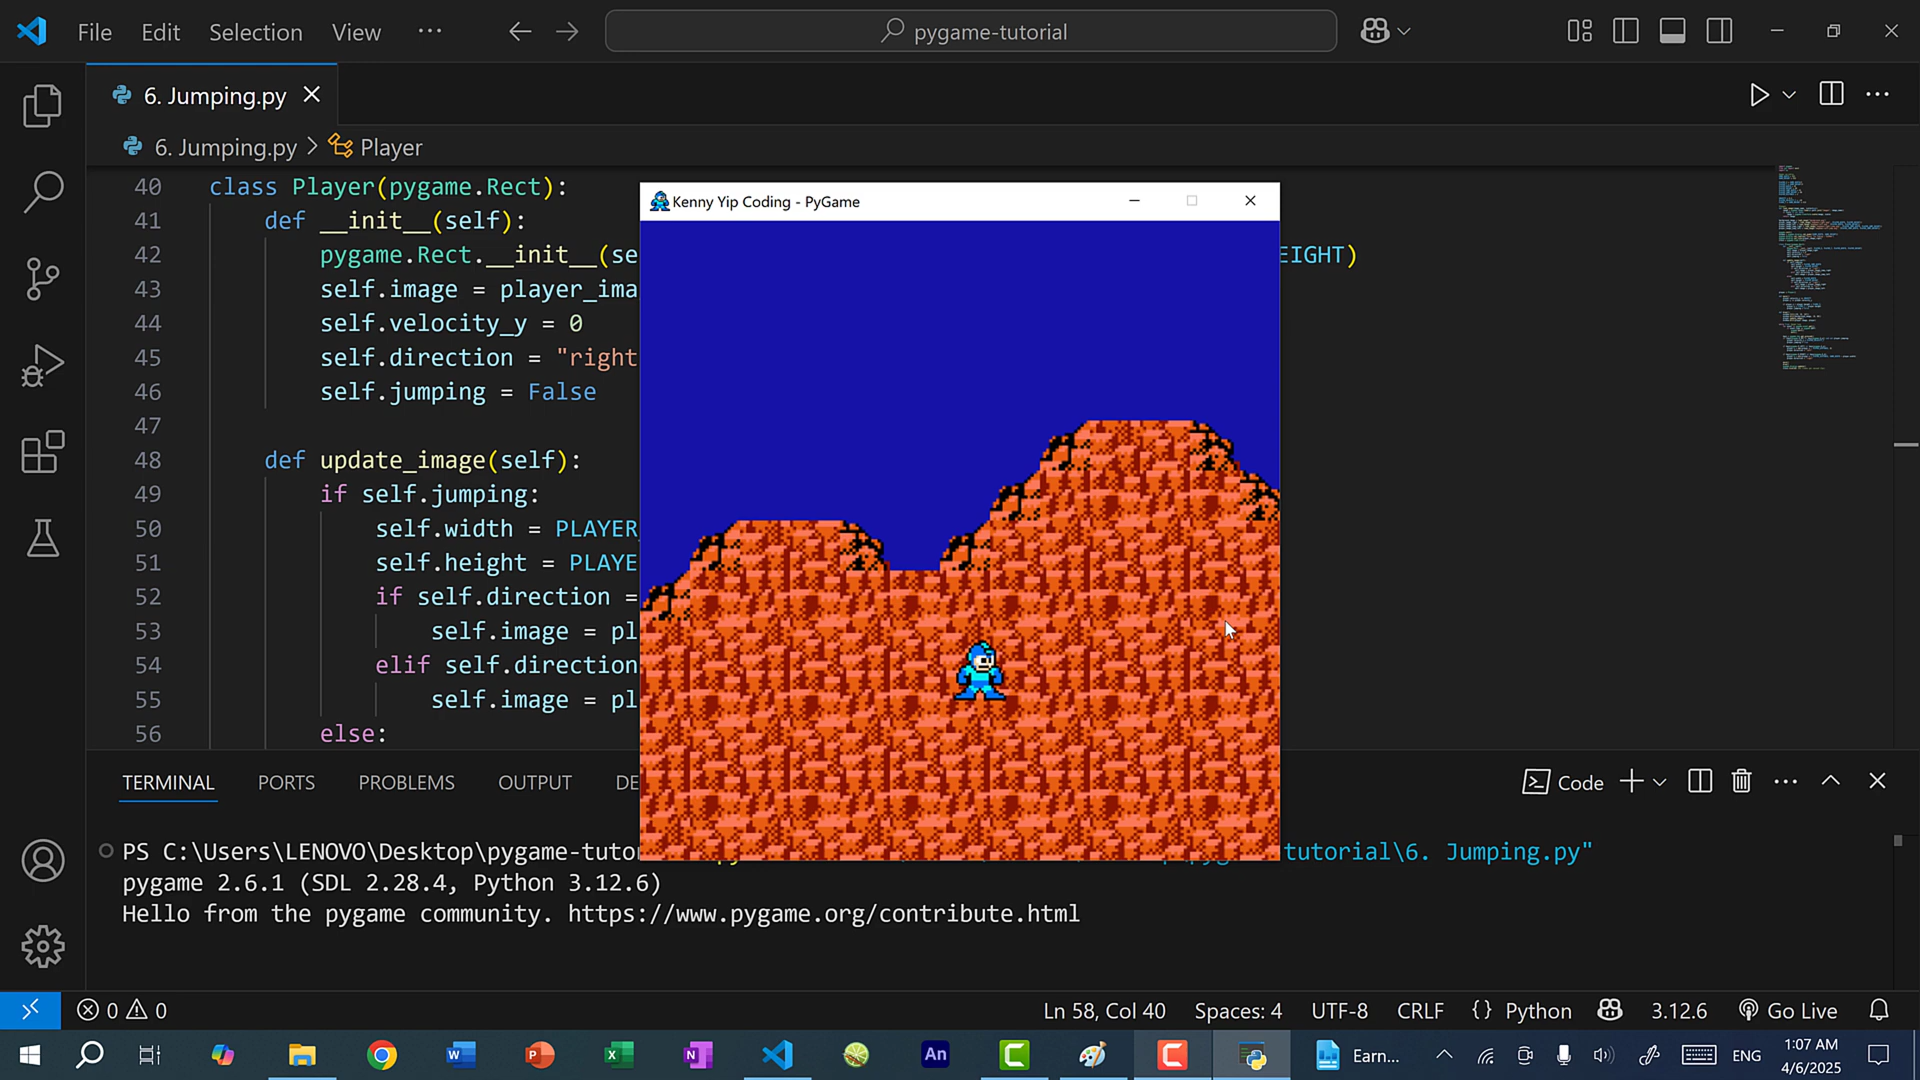 File Edit Selection View ··· pygame-tutorial
6. Jumping.py
6. Jumping.py > Player
40 class Player(pygame.Rect):
41 def __init__(self):
42 pygame.Rect.__init__(se EIGHT)
43 self.image = player_ima
44 self.velocity_y = 0
45 self.direction = "right
46 self.jumping = False
47
48 def update_image(self):
49 if self.jumping:
50 self.width = PLAYER
51 self.height = PLAYE
52 if self.direction =
53 self.image = pl
54 elif self.direction
55 self.image = pl
56 else:
Kenny Yip Coding - PyGame
TERMINAL PORTS PROBLEMS OUTPUT DE Code
PS C:\Users\LENOVO\Desktop\pygame-tuto tutorial\6. Jumping.py"
pygame 2.6.1 (SDL 2.28.4, Python 3.12.6)
Hello from the pygame community. https://www.pygame.org/contribute.html
0 0 Ln 58, Col 40 Spaces: 4 UTF-8 CRLF {} Python 3.12.6 Go Live
Earn... ENG 1:07 AM
4/6/2025